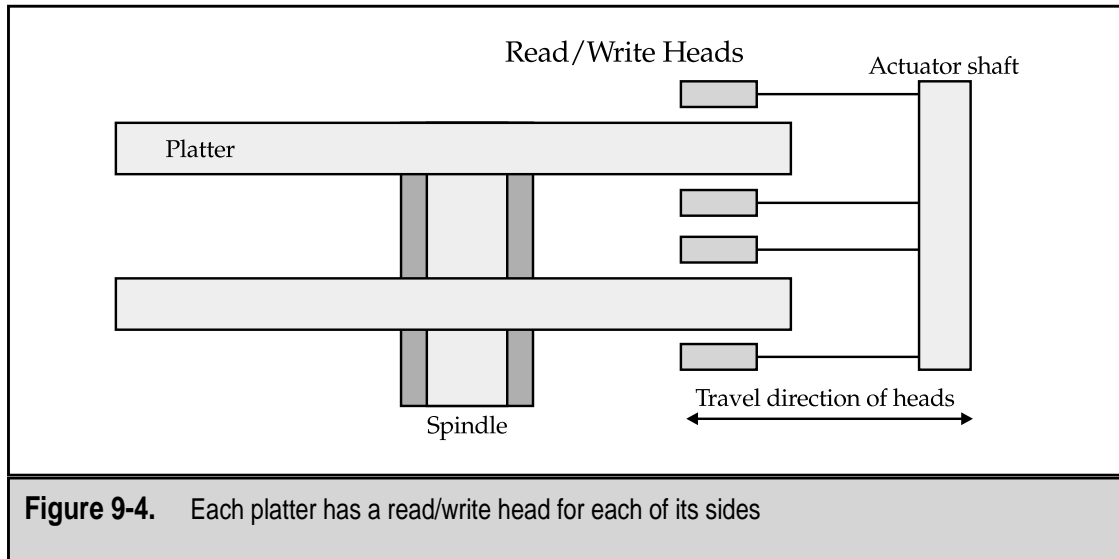 Read/Write Heads
Actuator shaft
Platter
Travel direction of heads
Spindle
Figure 9-4. Each platter has a read/write head for each of its sides